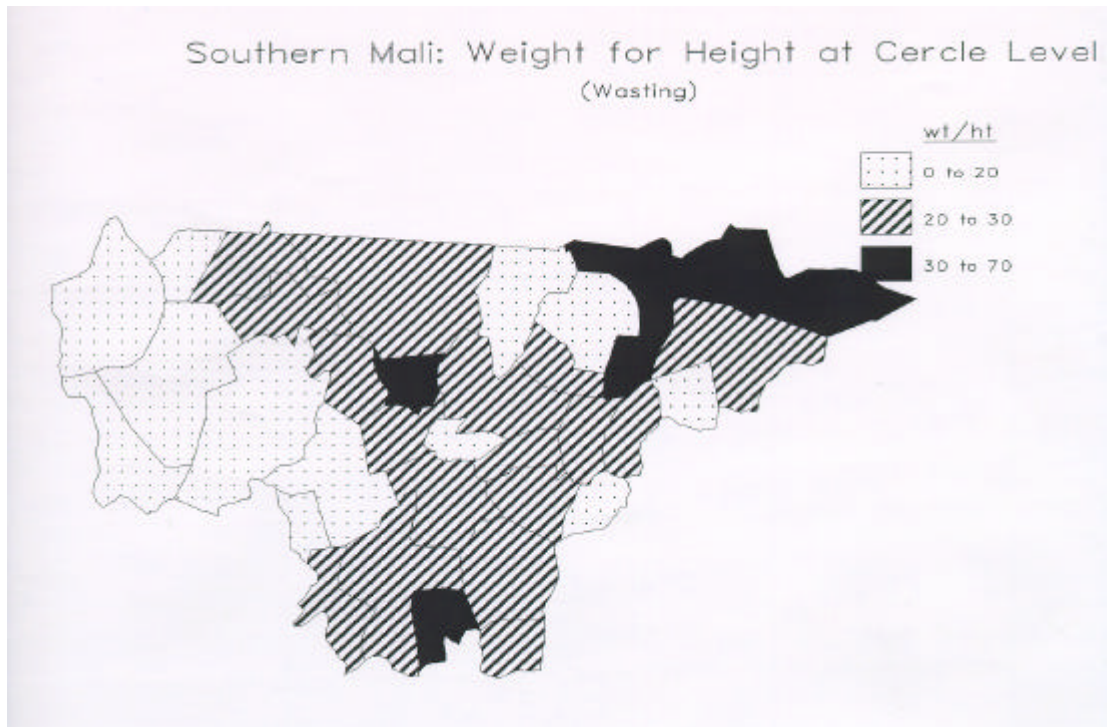 Southern Mali: Weight for Height at Cercle Level
(Wasting)
wt/ht
0 to 20
20 to 30
30 to 70